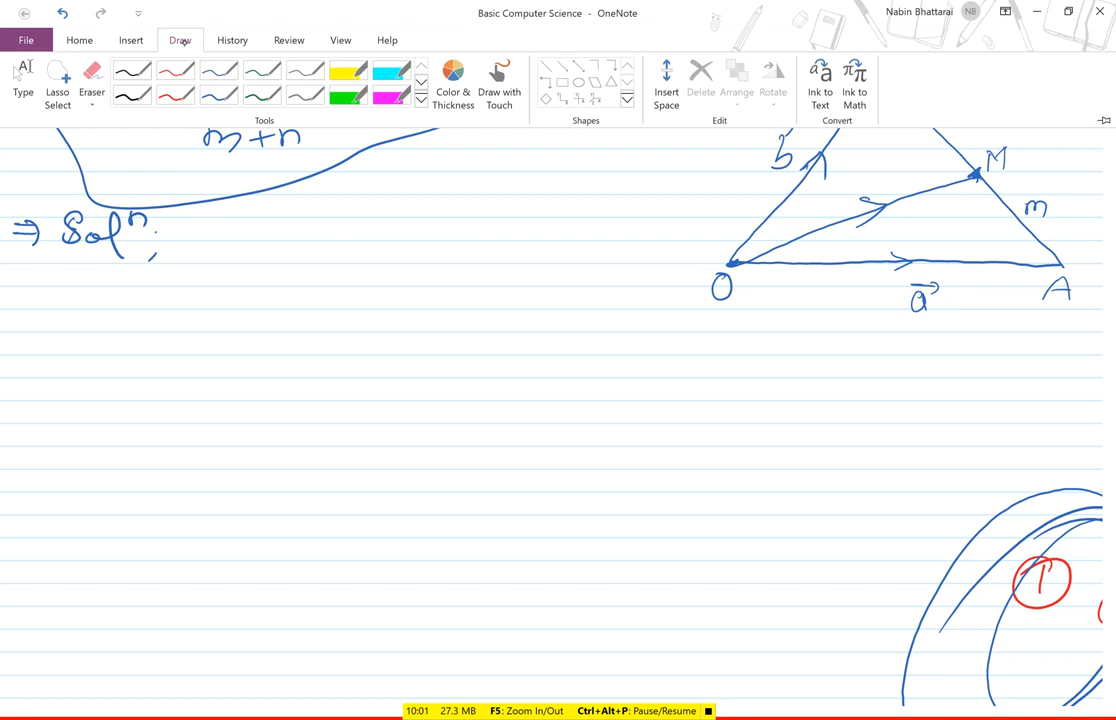 Basic Computer Science - OneNote
Nabin Bhattarai NB
File Home Insert Draw History Review View Help
Type
Lasso Select
Eraser
Color & Thickness
Draw with Touch
Insert Space
Delete
Arrange
Rotate
Ink to Text
Ink to Math
Tools
Shapes
Edit
Convert
m+n
b
M
m
⇒ Solⁿ;
O
a⃗
A
1
10:01 27.3 MB F5: Zoom In/Out Ctrl+Alt+P: Pause/Resume